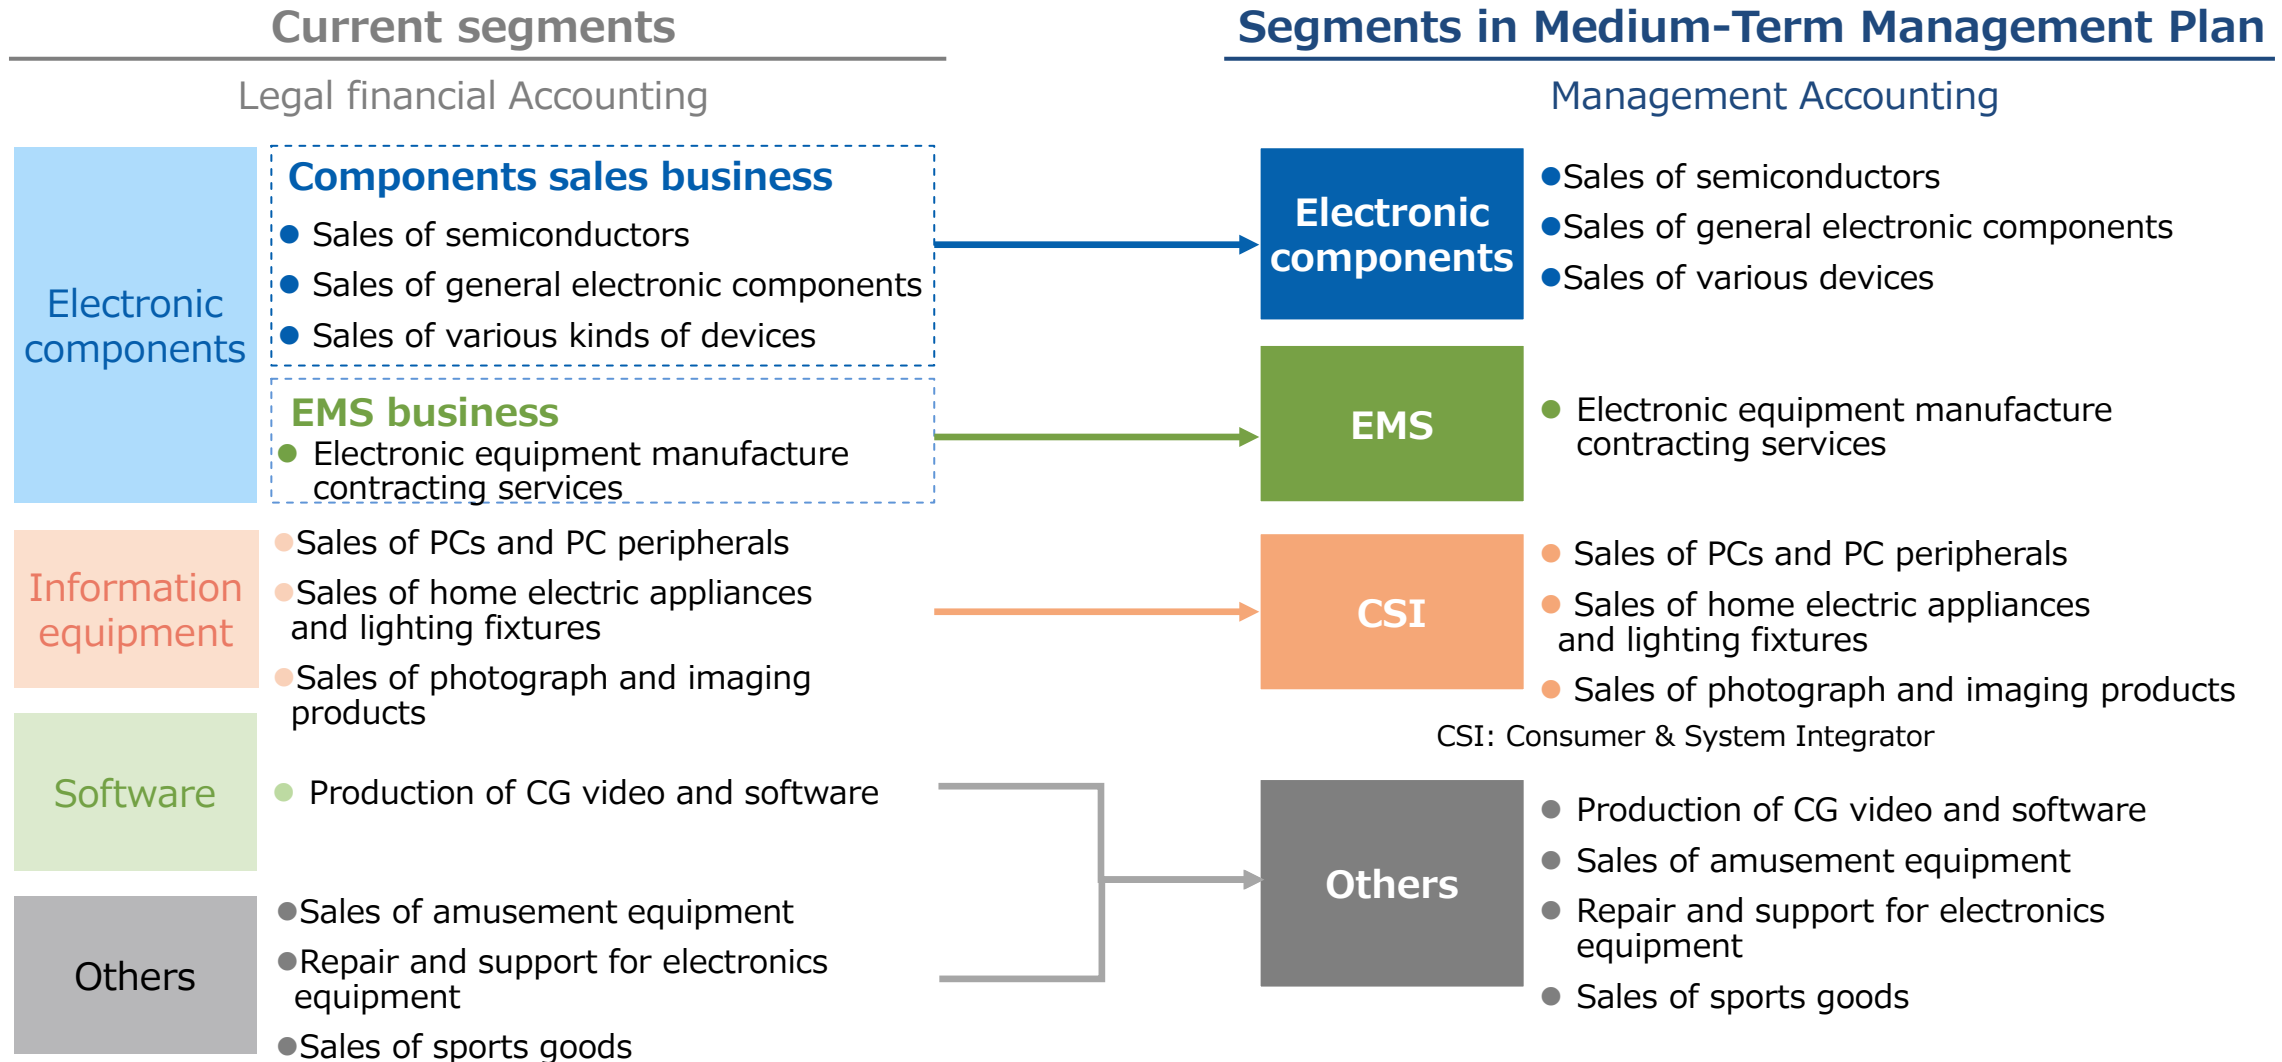 Current segments
Legal financial Accounting
Electronic
components
Components sales business
● Sales of semiconductors
● Sales of general electronic components
● Sales of various kinds of devices
EMS business
● Electronic equipment manufacture
contracting services
Information
equipment
●Sales of PCs and PC peripherals
●Sales of home electric appliances
and lighting fixtures
●Sales of photograph and imaging
products
Software
● Production of CG video and software
Others
●Sales of amusement equipment
●Repair and support for electronics
equipment
●Sales of sports goods
Segments in Medium-Term Management Plan
Management Accounting
Electronic
components
●Sales of semiconductors
●Sales of general electronic components
●Sales of various devices
EMS
● Electronic equipment manufacture
contracting services
CSI
● Sales of PCs and PC peripherals
● Sales of home electric appliances
and lighting fixtures
● Sales of photograph and imaging products
CSI: Consumer & System Integrator
Others
● Production of CG video and software
● Sales of amusement equipment
● Repair and support for electronics
equipment
● Sales of sports goods